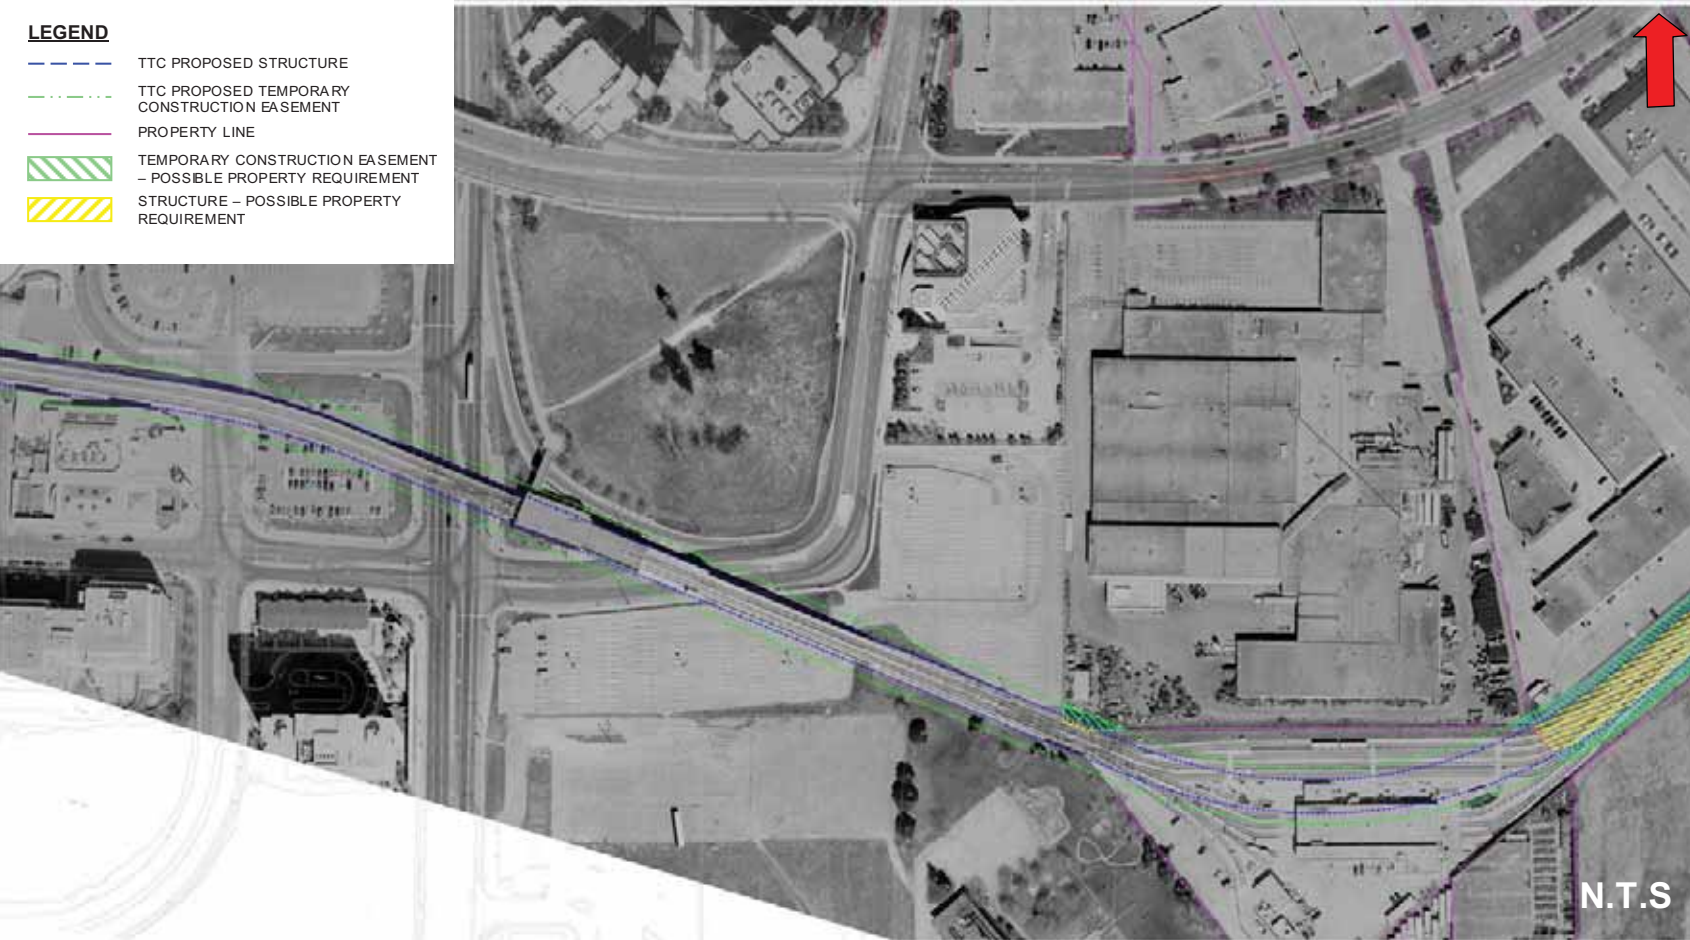 LEGEND
TTC PROPOSED STRUCTURE
TTC PROPOSED TEMPORARY
CONSTRUCTION EASEMENT
PROPERTY LINE
TEMPORARY CONSTRUCTION EASEMENT
– POSSIBLE PROPERTY REQUIREMENT
STRUCTURE – POSSIBLE PROPERTY
REQUIREMENT
N.T.S